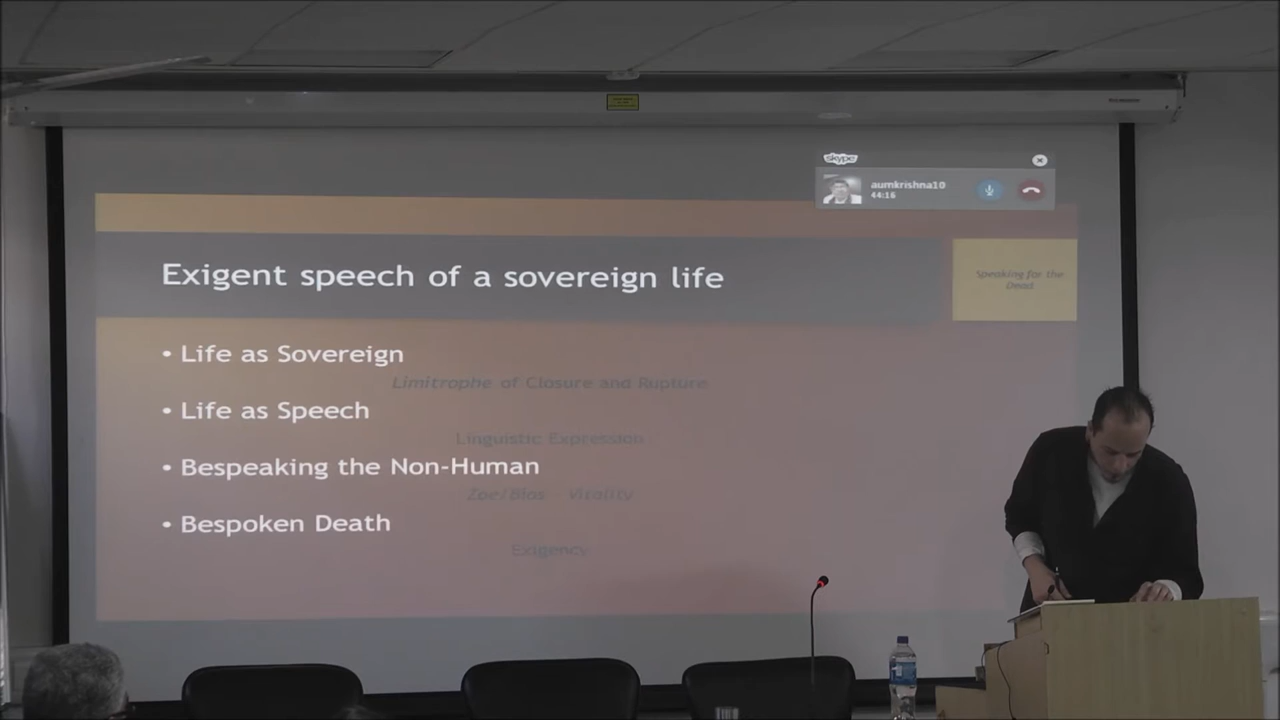 skype
aumkrishna10
44:16
Exigent speech of a sovereign life
Speaking for the
Dead
• Life as Sovereign
Limitrophe of Closure and Rupture
• Life as Speech
Linguistic Expression
• Bespeaking the Non-Human
Zoe/Bios Vitality
• Bespoken Death
Exigency